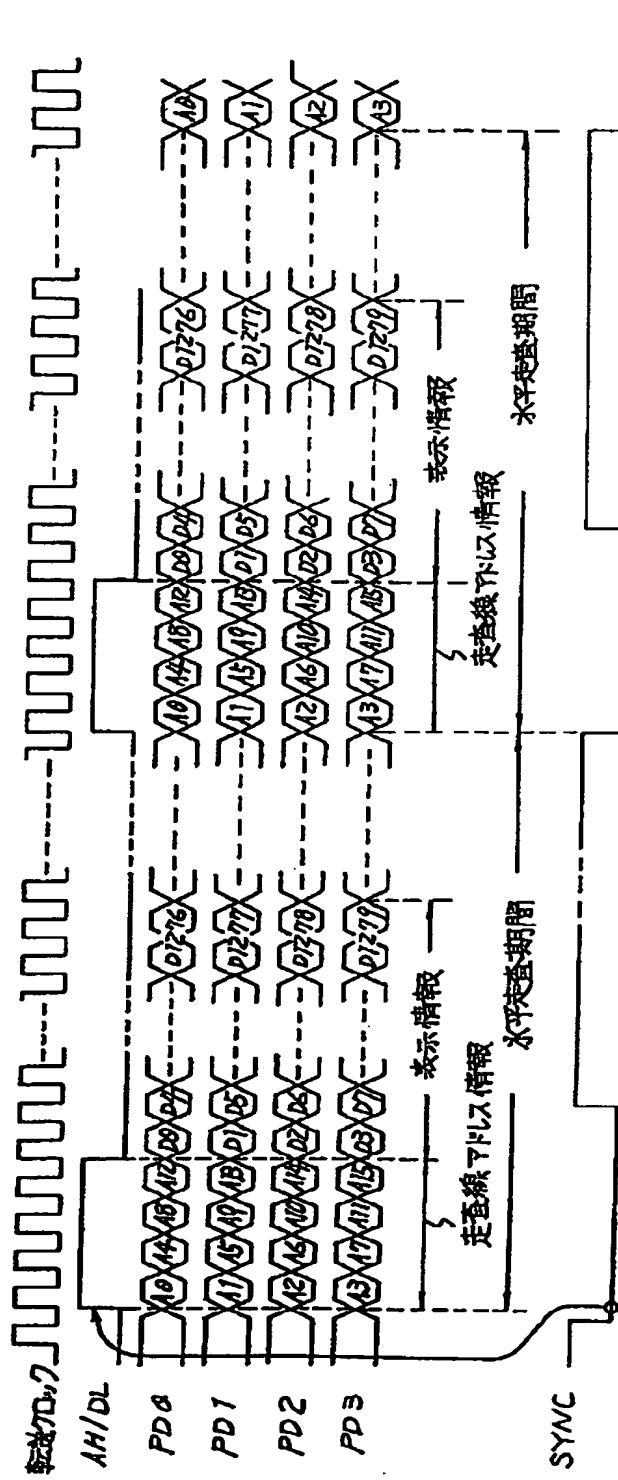 転送クロック
AH/DL
PD0 A0 A4 A8 A12 D0 D4 D1276 A0 A4 A8 A12 D0 D4 D1276 A0
PD1 A1 A5 A9 A13 D1 D5 D1277 A1 A5 A9 A13 D1 D5 D1277 A1
PD2 A2 A6 A10 A14 D2 D6 D1278 A2 A6 A10 A14 D2 D6 D1278 A2
PD3 A3 A7 A11 A15 D3 D7 D1279 A3 A7 A11 A15 D3 D7 D1279 A3
表示情報 表示情報
走査線アドレス情報 走査線アドレス情報
水平走査期間 水平走査期間
SYNC